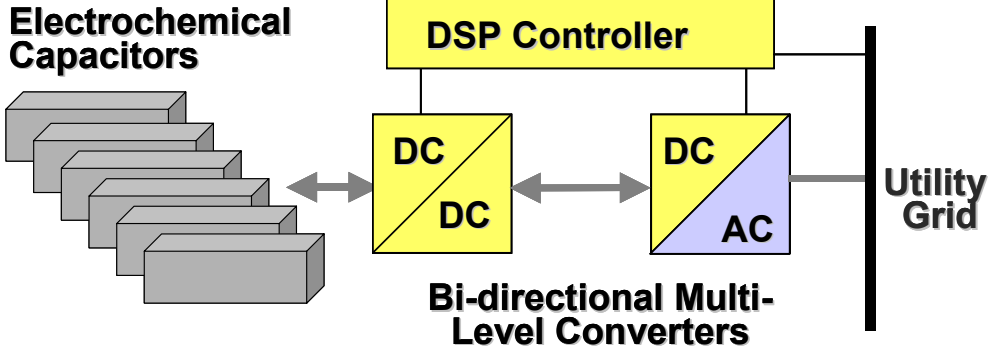 Electrochemical
Capacitors
DSP Controller
DC
DC
DC
AC
Utility
Grid
Bi-directional Multi-
Level Converters